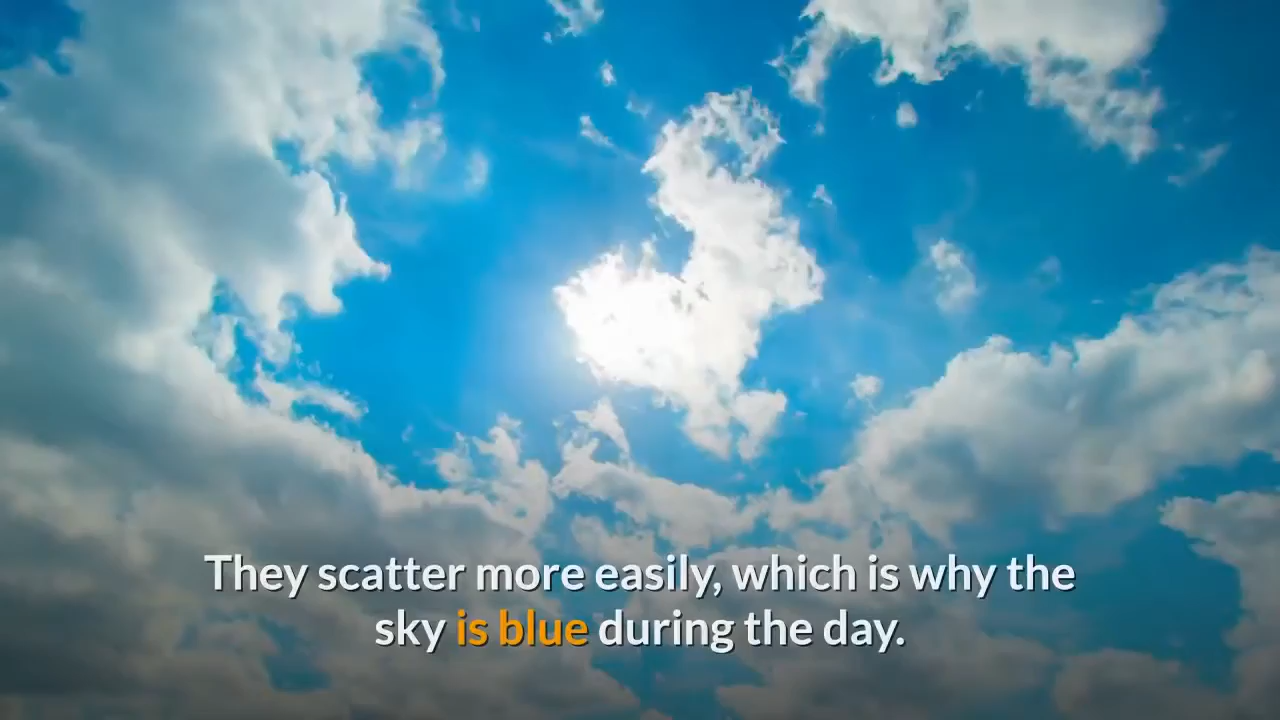 They scatter more easily, which is why the
sky is blue during the day.